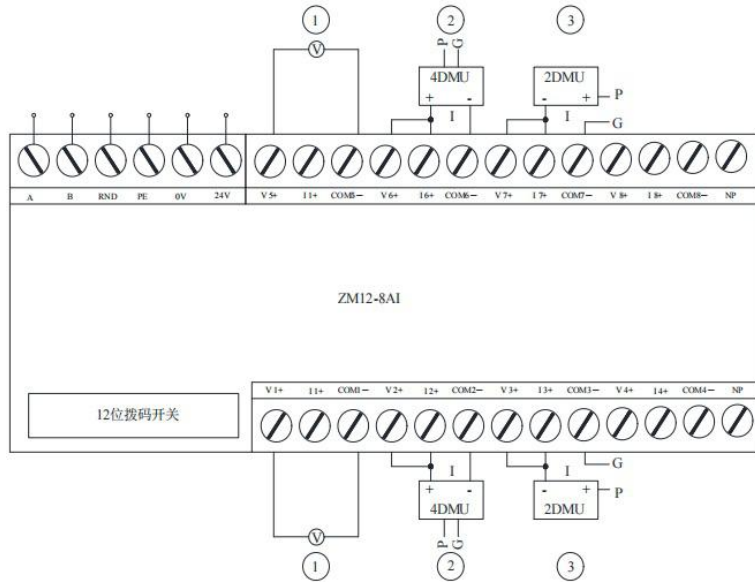 ① ② ③
V
P G
4DMU
+ -
I
2DMU
- +
I
P
G
A B RND PE 0V 24V V5+ I1+ COM5− V6+ I6+ COM6− V7+ I7+ COM7− V8+ I8+ COM8− NP
ZM12-8AI
12位拨码开关
V1+ I1+ COM1− V2+ I2+ COM2− V3+ I3+ COM3− V4+ I4+ COM4− NP
I
+ -
4DMU
P G
I
- +
2DMU
G
P
V
① ② ③